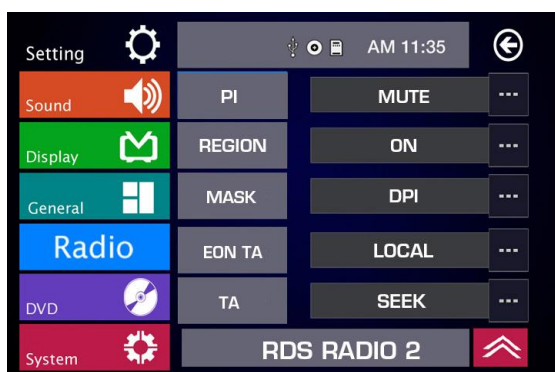 Setting AM 11:35
Sound PI MUTE ---
Display REGION ON ---
General MASK DPI ---
Radio EON TA LOCAL ---
DVD TA SEEK ---
System RDS RADIO 2